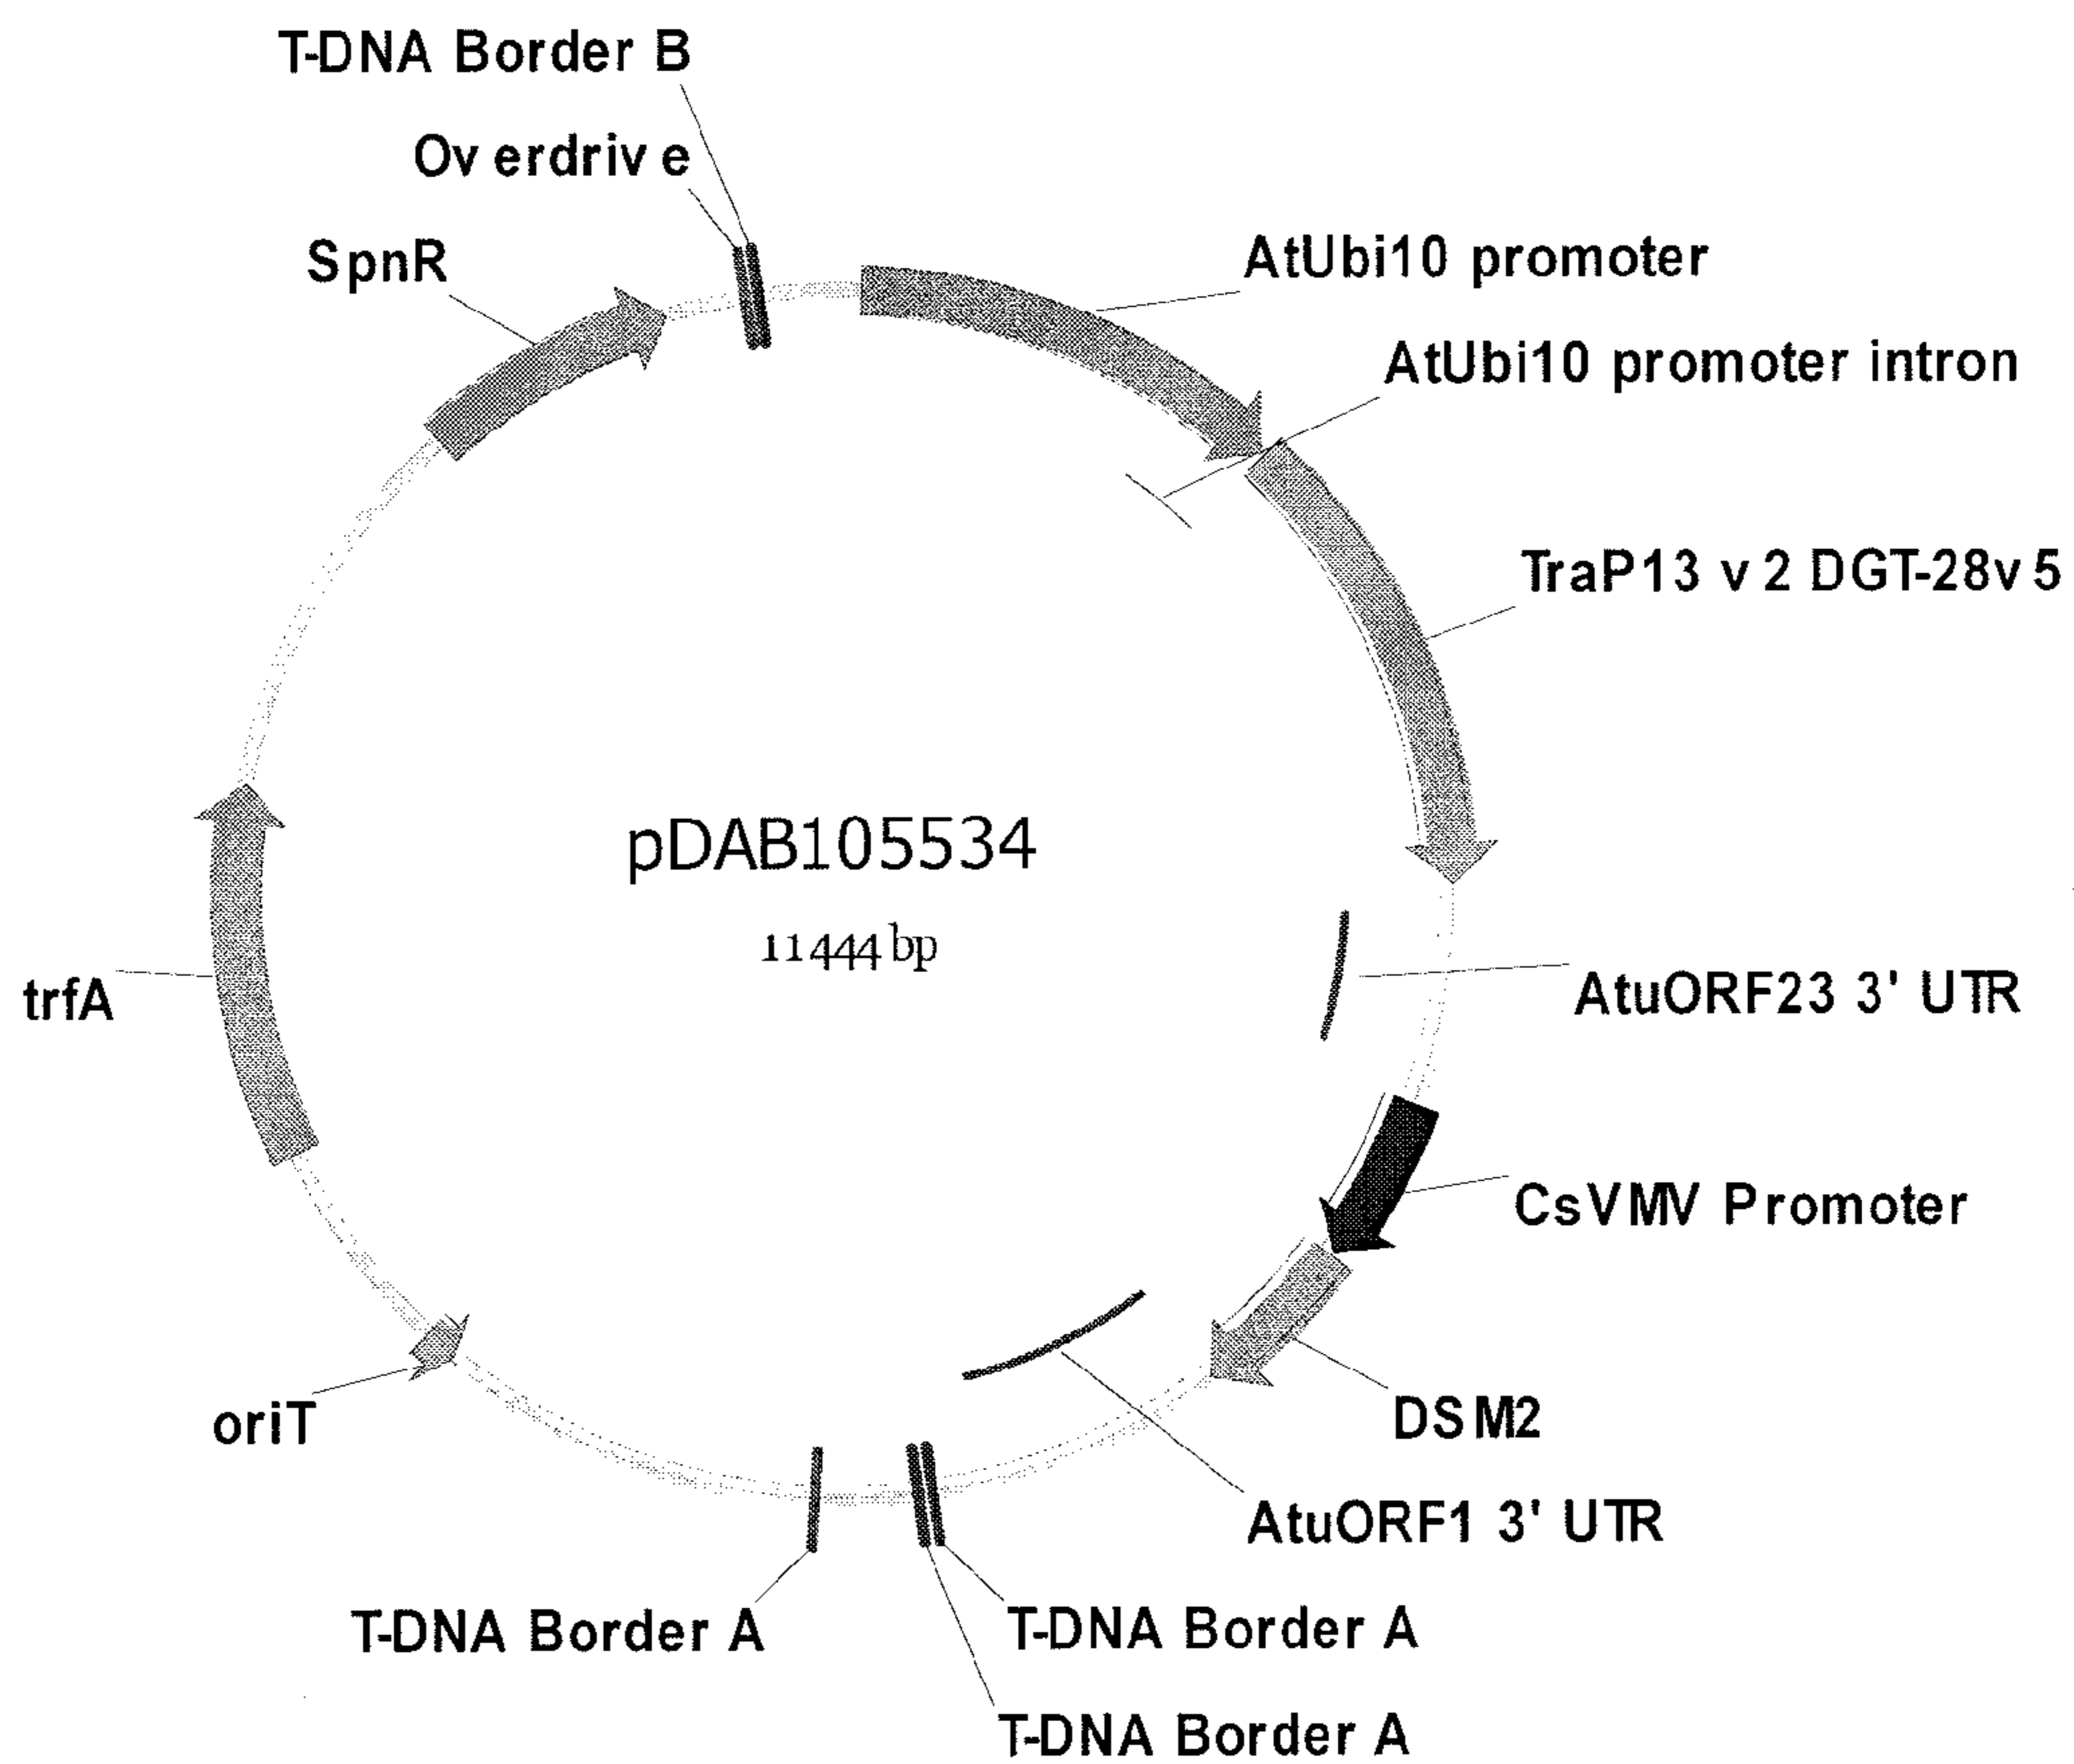 T-DNA Border B
Ov erdriv e
SpnR
AtUbi10 promoter
AtUbi10 promoter intron
TraP13 v 2 DGT-28v 5
pDAB105534
11444 bp
trfA
AtuORF23 3' UTR
CsVMV Promoter
DSM2
oriT
AtuORF1 3' UTR
T-DNA Border A
T-DNA Border A
T-DNA Border A